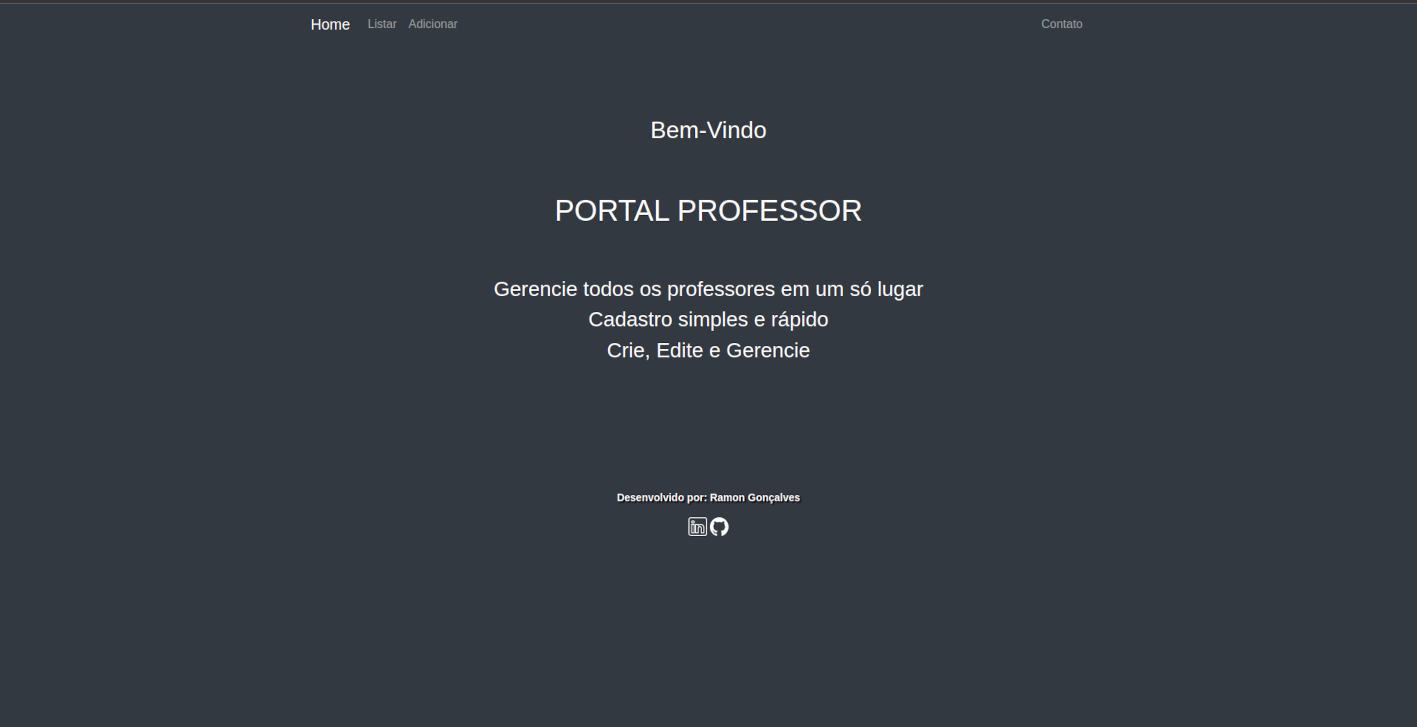 Home Listar Adicionar Contato
Bem-Vindo
PORTAL PROFESSOR
Gerencie todos os professores em um só lugar
Cadastro simples e rápido
Crie, Edite e Gerencie
Desenvolvido por: Ramon Gonçalves
in